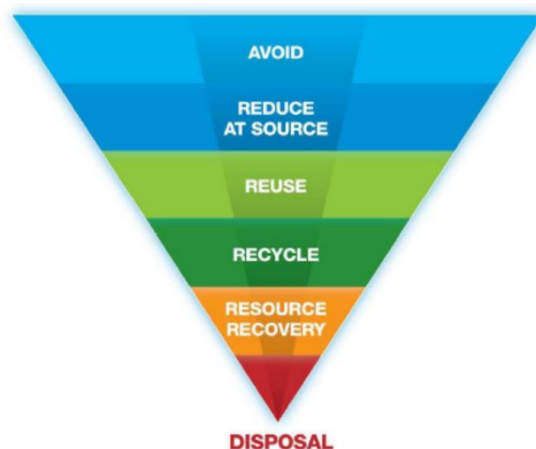 AVOID
REDUCE
AT SOURCE
REUSE
RECYCLE
RESOURCE
RECOVERY
DISPOSAL